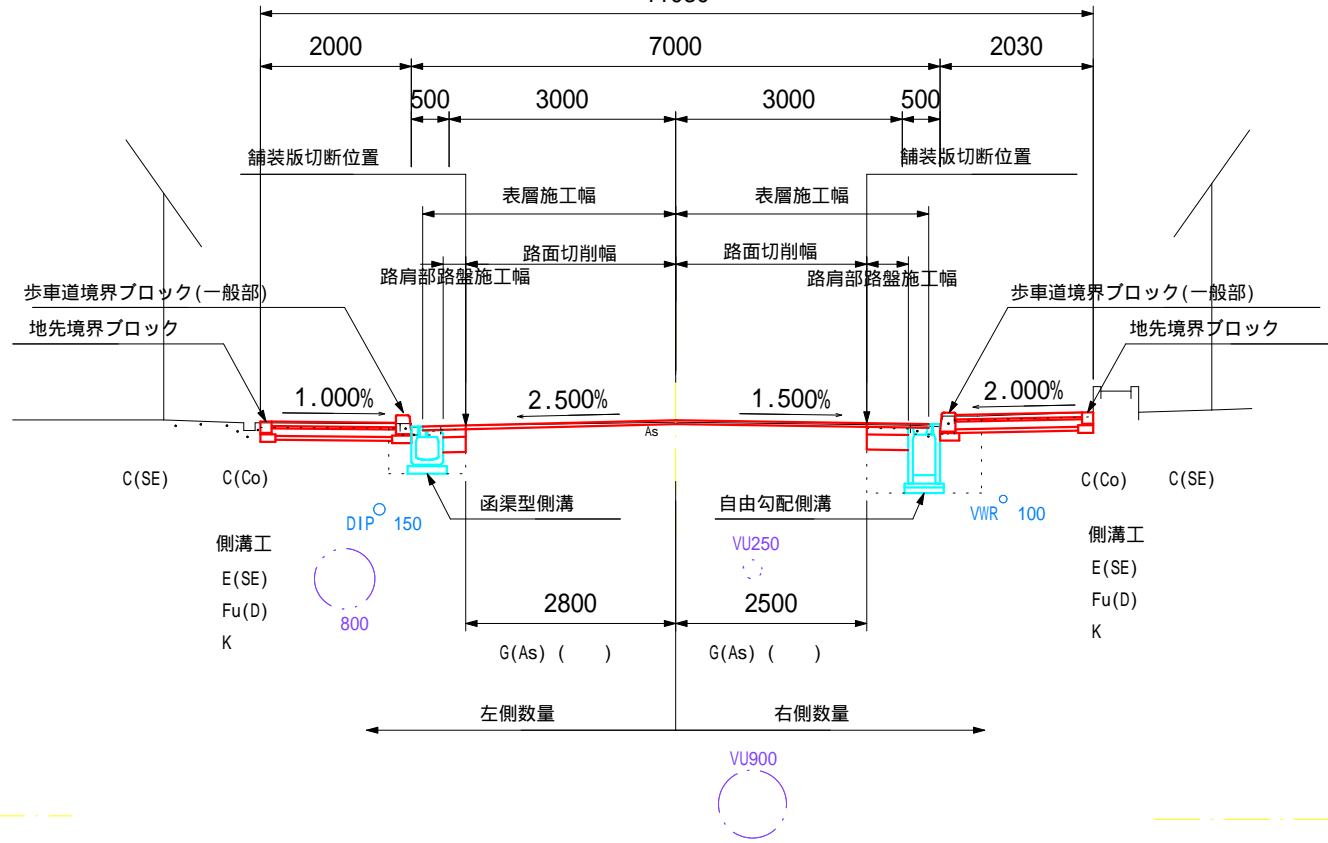 2000 7000 2030
500 3000 3000 500
舗装版切断位置 舗装版切断位置
表層施工幅 表層施工幅
路面切削幅 路面切削幅
路肩部路盤施工幅 路肩部路盤施工幅
歩車道境界ブロック(一般部) 歩車道境界ブロック(一般部)
地先境界ブロック 地先境界ブロック
1.000% 2.500% 1.500% 2.000%
As
C(SE) C(Co) C(Co) C(SE)
函渠型側溝 自由勾配側溝
DIP 150 VWR 100
側溝工 VU250 側溝工
E(SE) E(SE)
Fu(D) 2800 2500 Fu(D)
800
K K
G(As) ( ) G(As) ( )
左側数量 右側数量
VU900